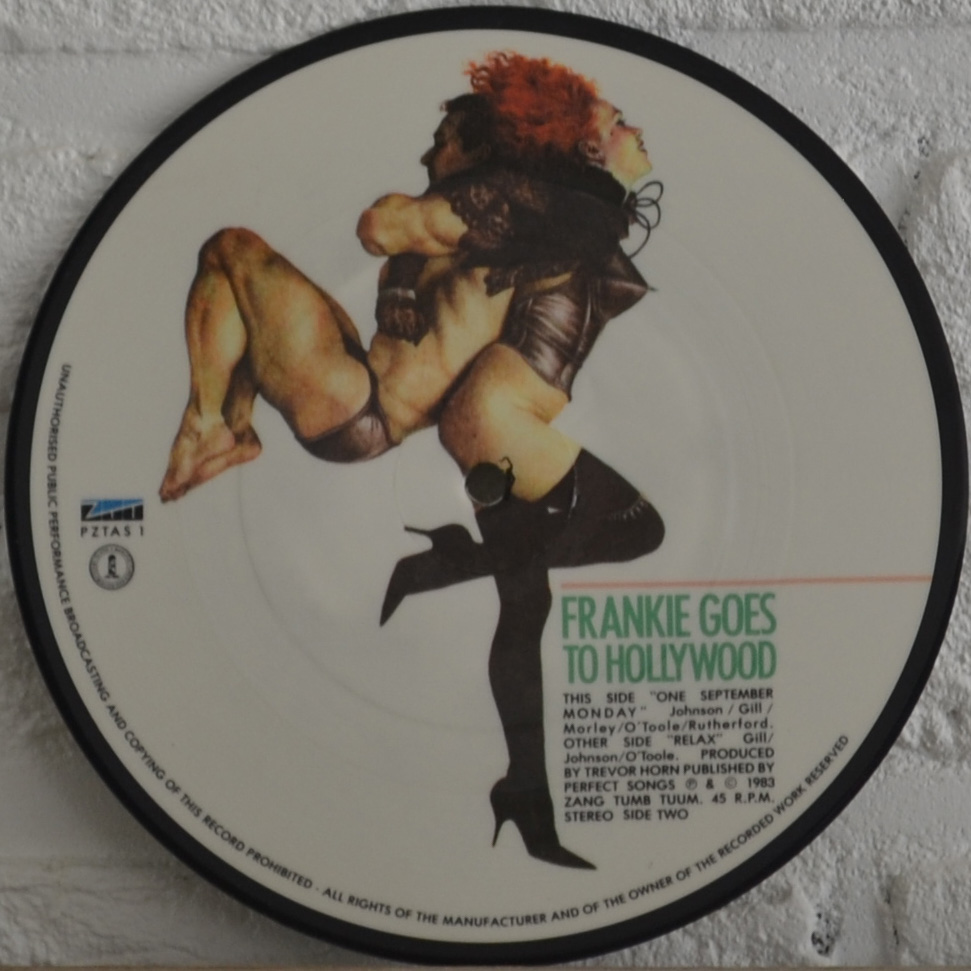 ZTT
PZTAS 1
FRANKIE GOES
TO HOLLYWOOD
THIS SIDE "ONE SEPTEMBER
MONDAY" Johnson / Gill /
Morley/O'Toole/Rutherford.
OTHER SIDE "RELAX" Gill/
Johnson/O'Toole. PRODUCED
BY TREVOR HORN PUBLISHED BY
PERFECT SONGS ℗ & © 1983
ZANG TUMB TUUM. 45 R.P.M.
STEREO SIDE TWO
UNAUTHORISED PUBLIC PERFORMANCE BROADCASTING AND COPYING OF THIS RECORD PROHIBITED · ALL RIGHTS OF THE MANUFACTURER AND OF THE OWNER OF THE RECORDED WORK RESERVED